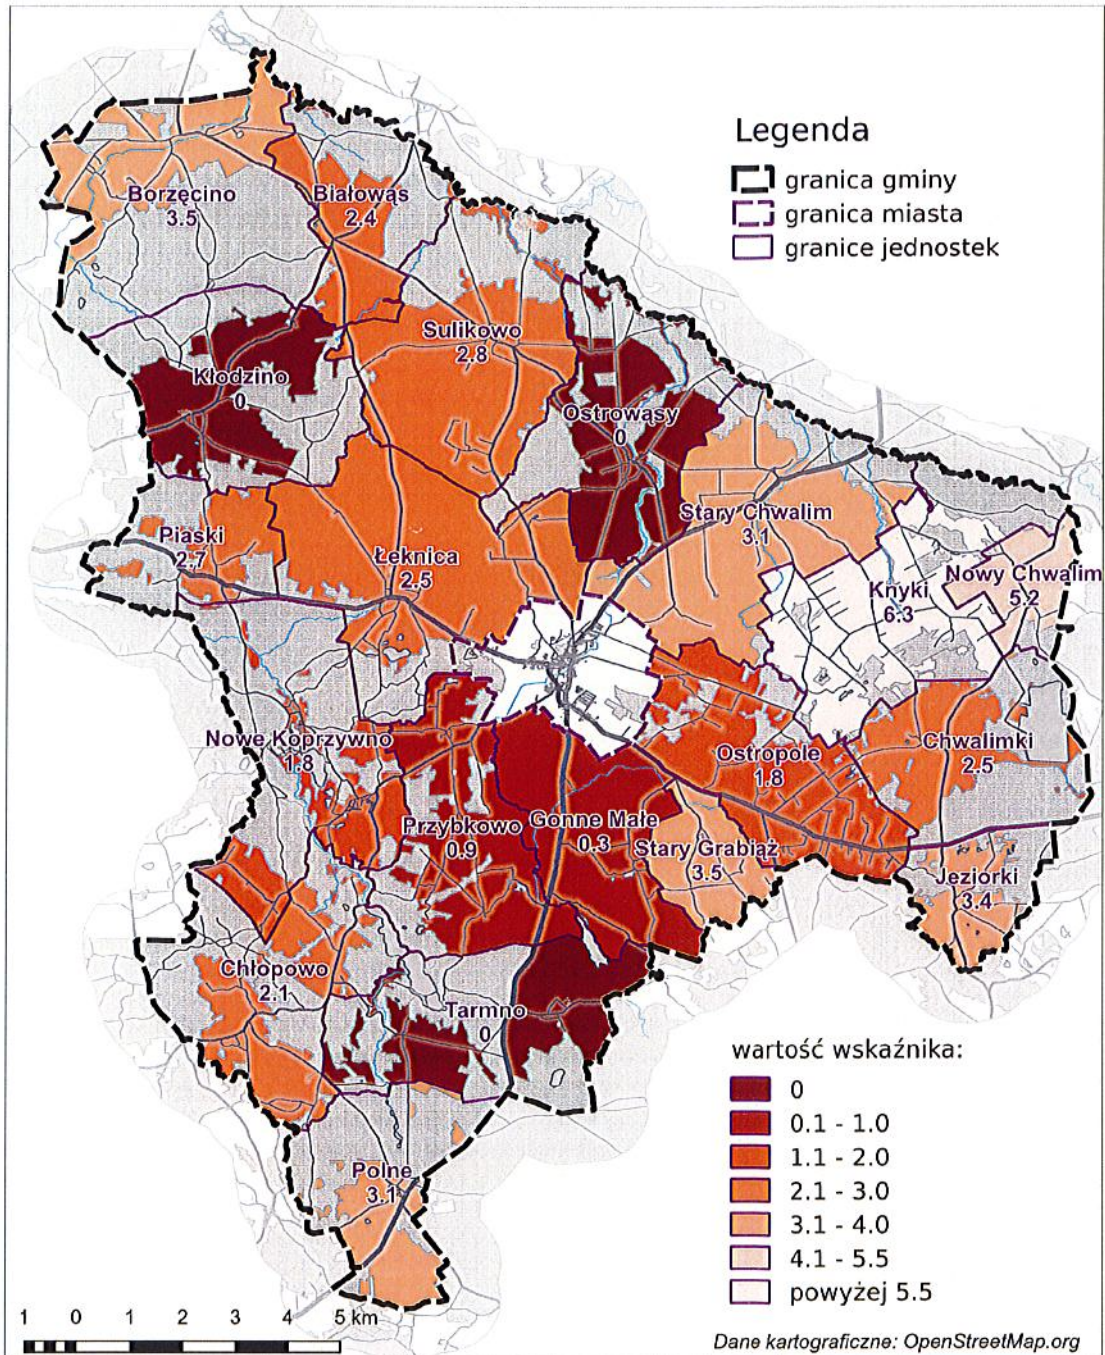 Legenda
granica gminy
granica miasta
granice jednostek
Borzęcino
3.5
Białowąs
2.4
Sulikowo
2.8
Kłodzino
0
Ostrowąsy
0
Stary Chwalim
3.1
Piaski
2.7
Łeknica
2.5
Knyki
6.3
Nowy Chwalim
5.2
Nowe Koprzywno
1.8
Ostropole
1.8
Chwalimki
2.5
Przybkowo
0.9
Gonne Małe
0.3
Stary Grabiąż
3.5
Jeziorki
3.4
Chłopowo
2.1
Tarmno
0
Polne
3.1
wartość wskaźnika:
0
0.1 - 1.0
1.1 - 2.0
2.1 - 3.0
3.1 - 4.0
4.1 - 5.5
powyżej 5.5
1 0 1 2 3 4 5 km
Dane kartograficzne: OpenStreetMap.org